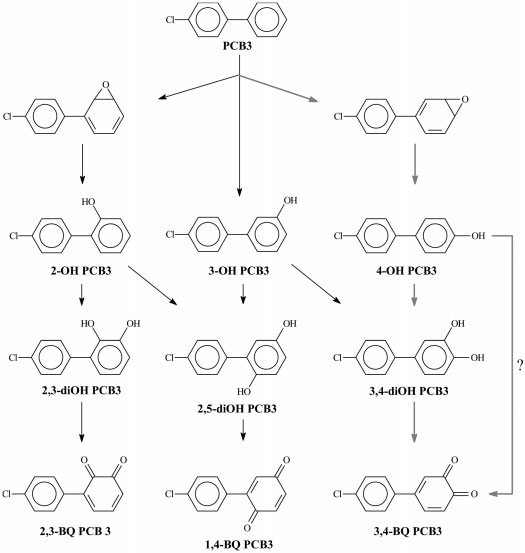 Cl
PCB3
O
Cl
Cl
O
HO
Cl
2-OH PCB3
OH
Cl
3-OH PCB3
Cl
OH
4-OH PCB3
HO
OH
Cl
2,3-diOH PCB3
OH
Cl
HO
2,5-diOH PCB3
OH
Cl
OH
3,4-diOH PCB3
?
O
O
Cl
2,3-BQ PCB 3
O
Cl
O
1,4-BQ PCB3
O
Cl
O
3,4-BQ PCB3